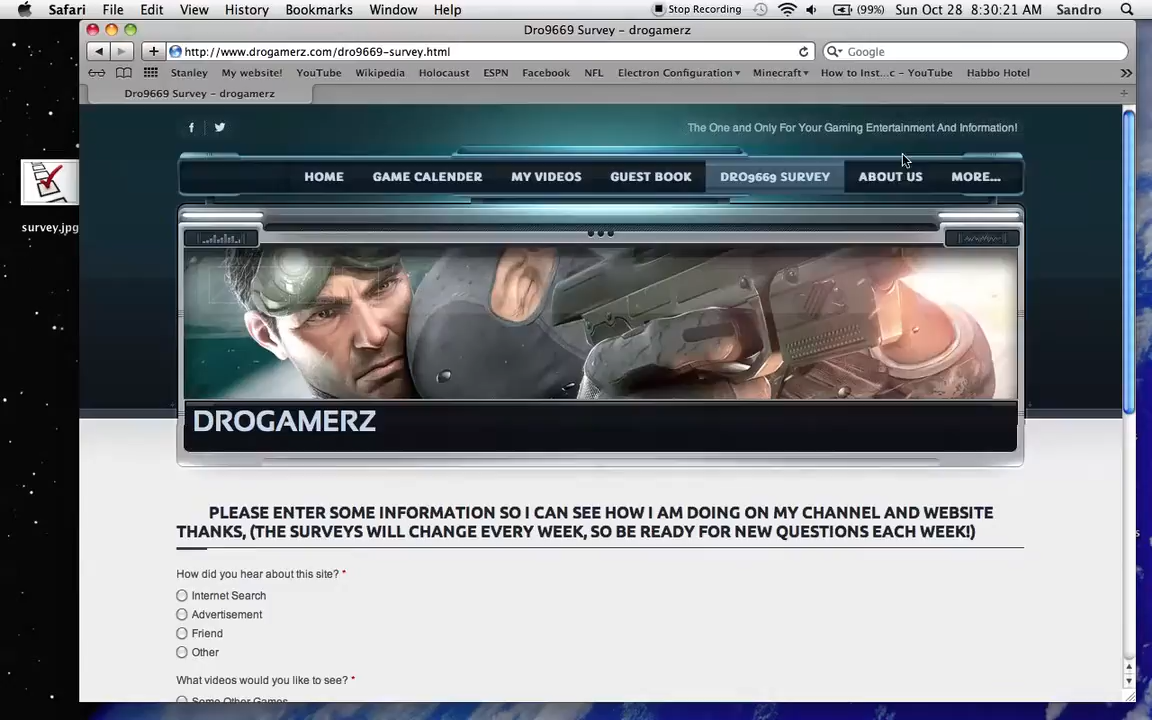 Safari File Edit View History Bookmarks Window Help Stop Recording (99%) Sun Oct 28 8:30:21 AM Sandro
Dro9669 Survey – drogamerz
http://www.drogamerz.com/dro9669-survey.html Google
Stanley My website! YouTube Wikipedia Holocaust ESPN Facebook NFL Electron Configuration Minecraft How to Inst...c – YouTube Habbo Hotel
Dro9669 Survey – drogamerz
The One and Only For Your Gaming Entertainment And Information!
HOME GAME CALENDER MY VIDEOS GUEST BOOK DRO9669 SURVEY ABOUT US MORE...
survey.jpg
DROGAMERZ
PLEASE ENTER SOME INFORMATION SO I CAN SEE HOW I AM DOING ON MY CHANNEL AND WEBSITE
THANKS, (THE SURVEYS WILL CHANGE EVERY WEEK, SO BE READY FOR NEW QUESTIONS EACH WEEK!)
How did you hear about this site? *
Internet Search
Advertisement
Friend
Other
What videos would you like to see? *
Some Other Games